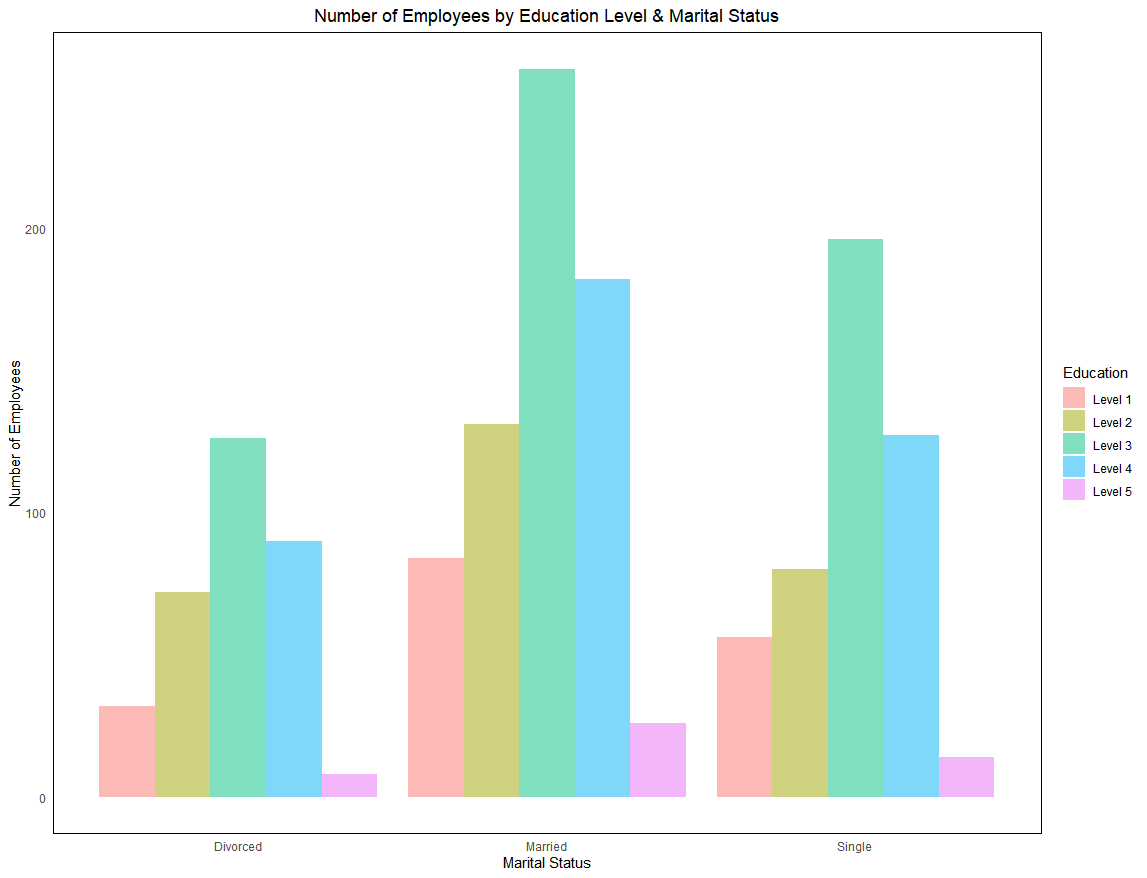 Number of Employees by Education Level & Marital Status
Number of Employees
200
100
0
Divorced
Married
Single
Marital Status
Education
Level 1
Level 2
Level 3
Level 4
Level 5